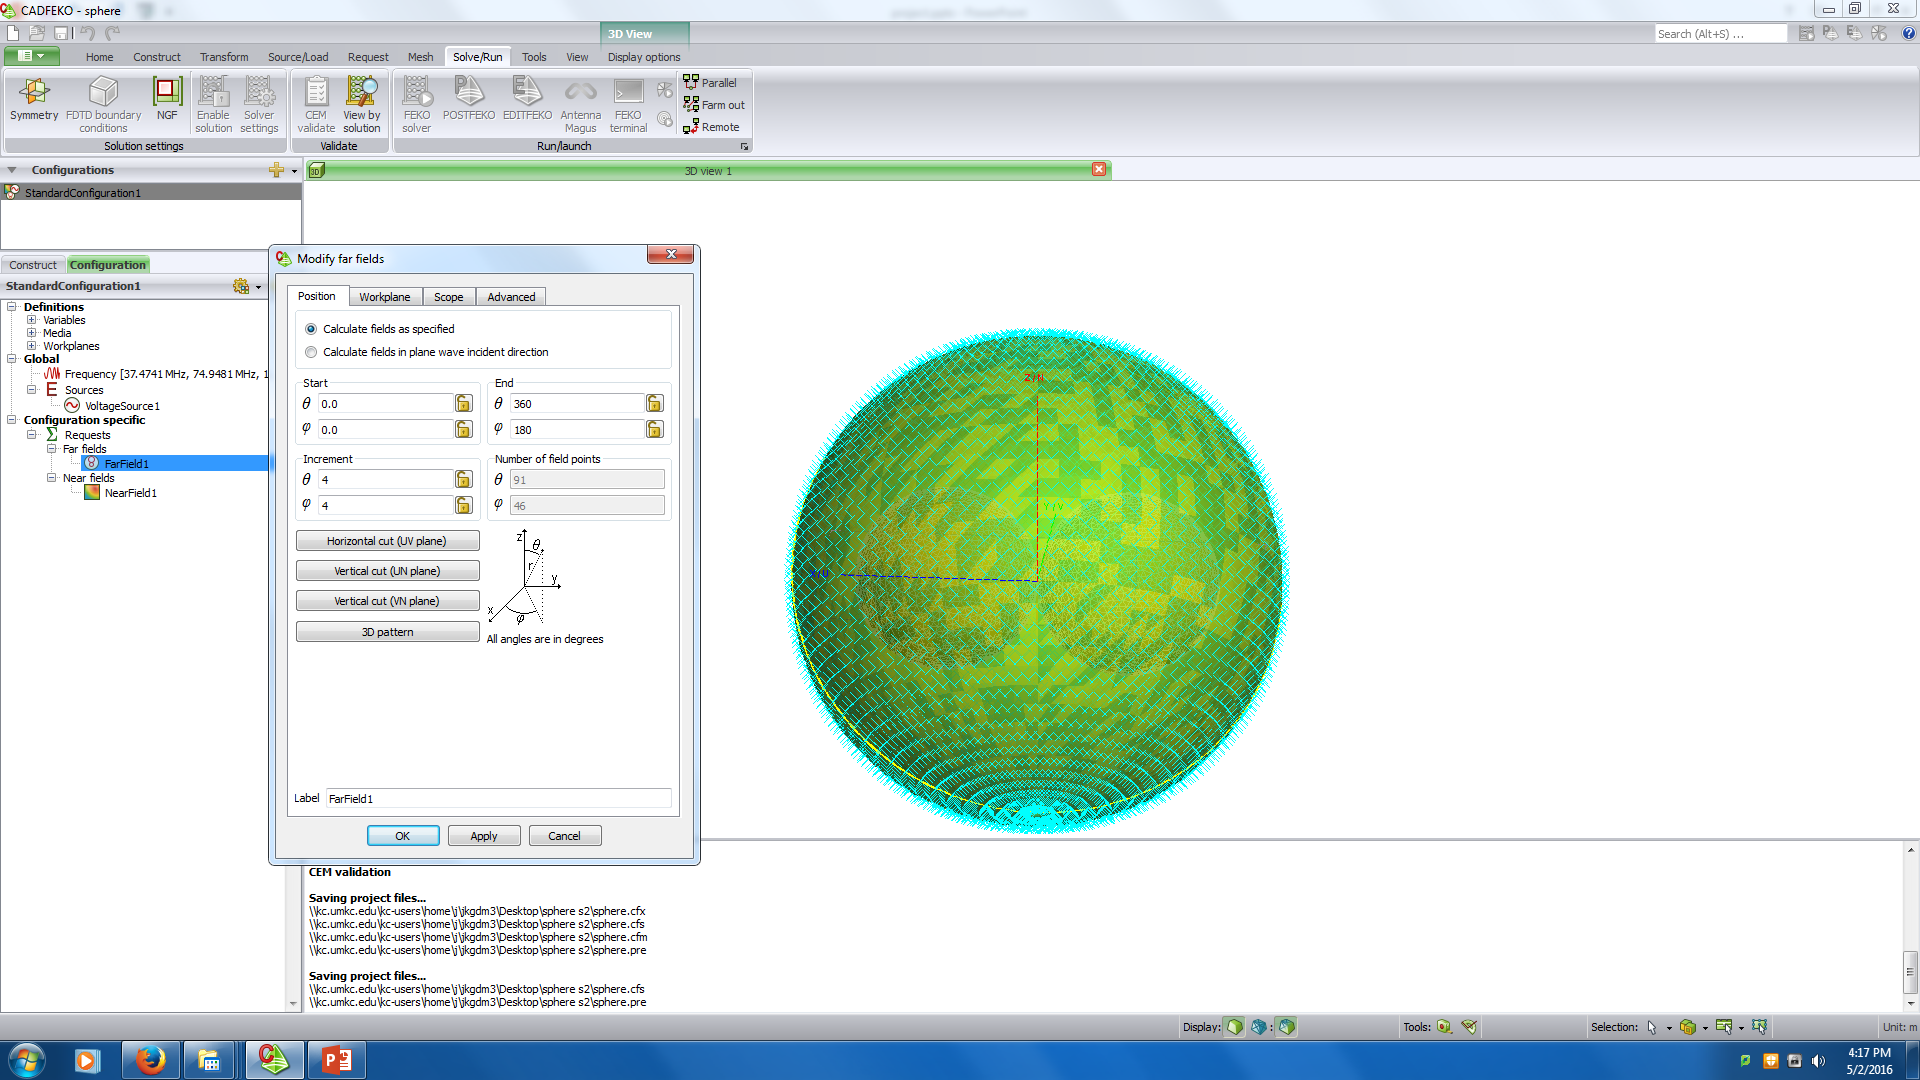 CADFEKO - sphere
3D View
Search (Alt+S) ...
Home Construct Transform Source/Load Request Mesh Solve/Run Tools View Display options
Symmetry
FDTD boundary conditions
NGF
Enable solution
Solver settings
Solution settings
CEM validate
View by solution
Validate
FEKO solver
POSTFEKO
EDITFEKO
Antenna Magus
FEKO terminal
Parallel
Farm out
Remote
Run/launch
Configurations
StandardConfiguration1
3D
3D view 1
Construct Configuration
StandardConfiguration1
Definitions
Variables
Media
Workplanes
Global
Frequency [37.4741 MHz, 74.9481 MHz, 1
Sources
VoltageSource1
Configuration specific
Requests
Far fields
FarField1
Near fields
NearField1
Modify far fields
Position Workplane Scope Advanced
Calculate fields as specified
Calculate fields in plane wave incident direction
Start
θ 0.0
φ 0.0
End
θ 360
φ 180
Increment
θ 4
φ 4
Number of field points
θ 91
φ 46
Horizontal cut (UV plane)
Vertical cut (UN plane)
Vertical cut (VN plane)
3D pattern
z θ
r
y
x
φ
All angles are in degrees
Label FarField1
OK Apply Cancel
Z/N
Y/V
CEM validation
Saving project files...
\\kc.umkc.edu\kc-users\home\j\jkgdm3\Desktop\sphere s2\sphere.cfx
\\kc.umkc.edu\kc-users\home\j\jkgdm3\Desktop\sphere s2\sphere.cfs
\\kc.umkc.edu\kc-users\home\j\jkgdm3\Desktop\sphere s2\sphere.cfm
\\kc.umkc.edu\kc-users\home\j\jkgdm3\Desktop\sphere s2\sphere.pre
Saving project files...
\\kc.umkc.edu\kc-users\home\j\jkgdm3\Desktop\sphere s2\sphere.cfs
\\kc.umkc.edu\kc-users\home\j\jkgdm3\Desktop\sphere s2\sphere.pre
Display: Tools: Selection: Unit: m
4:17 PM
5/2/2016